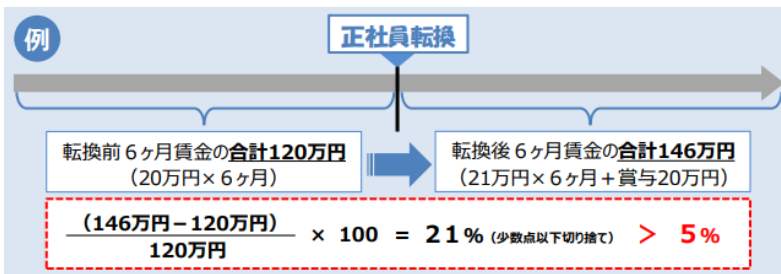 例
正社員転換
転換前６ヶ月賃金の合計120万円
（20万円×６ヶ月）
転換後６ヶ月賃金の合計146万円
（21万円×６ヶ月＋賞与20万円）
（146万円－120万円）
120万円
× 100 = 21％（少数点以下切り捨て） ＞ 5％